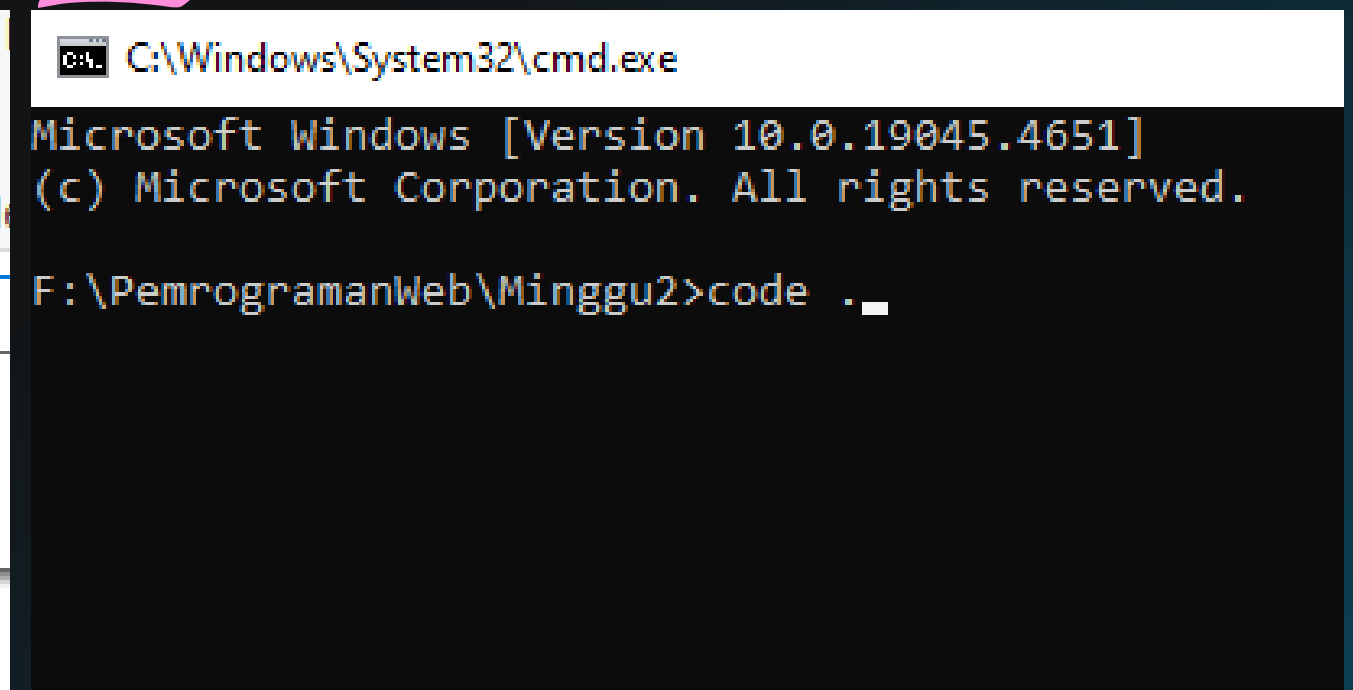 C:\Windows\System32\cmd.exe
Microsoft Windows [Version 10.0.19045.4651]
(c) Microsoft Corporation. All rights reserved.
F:\PemrogramanWeb\Minggu2>code .